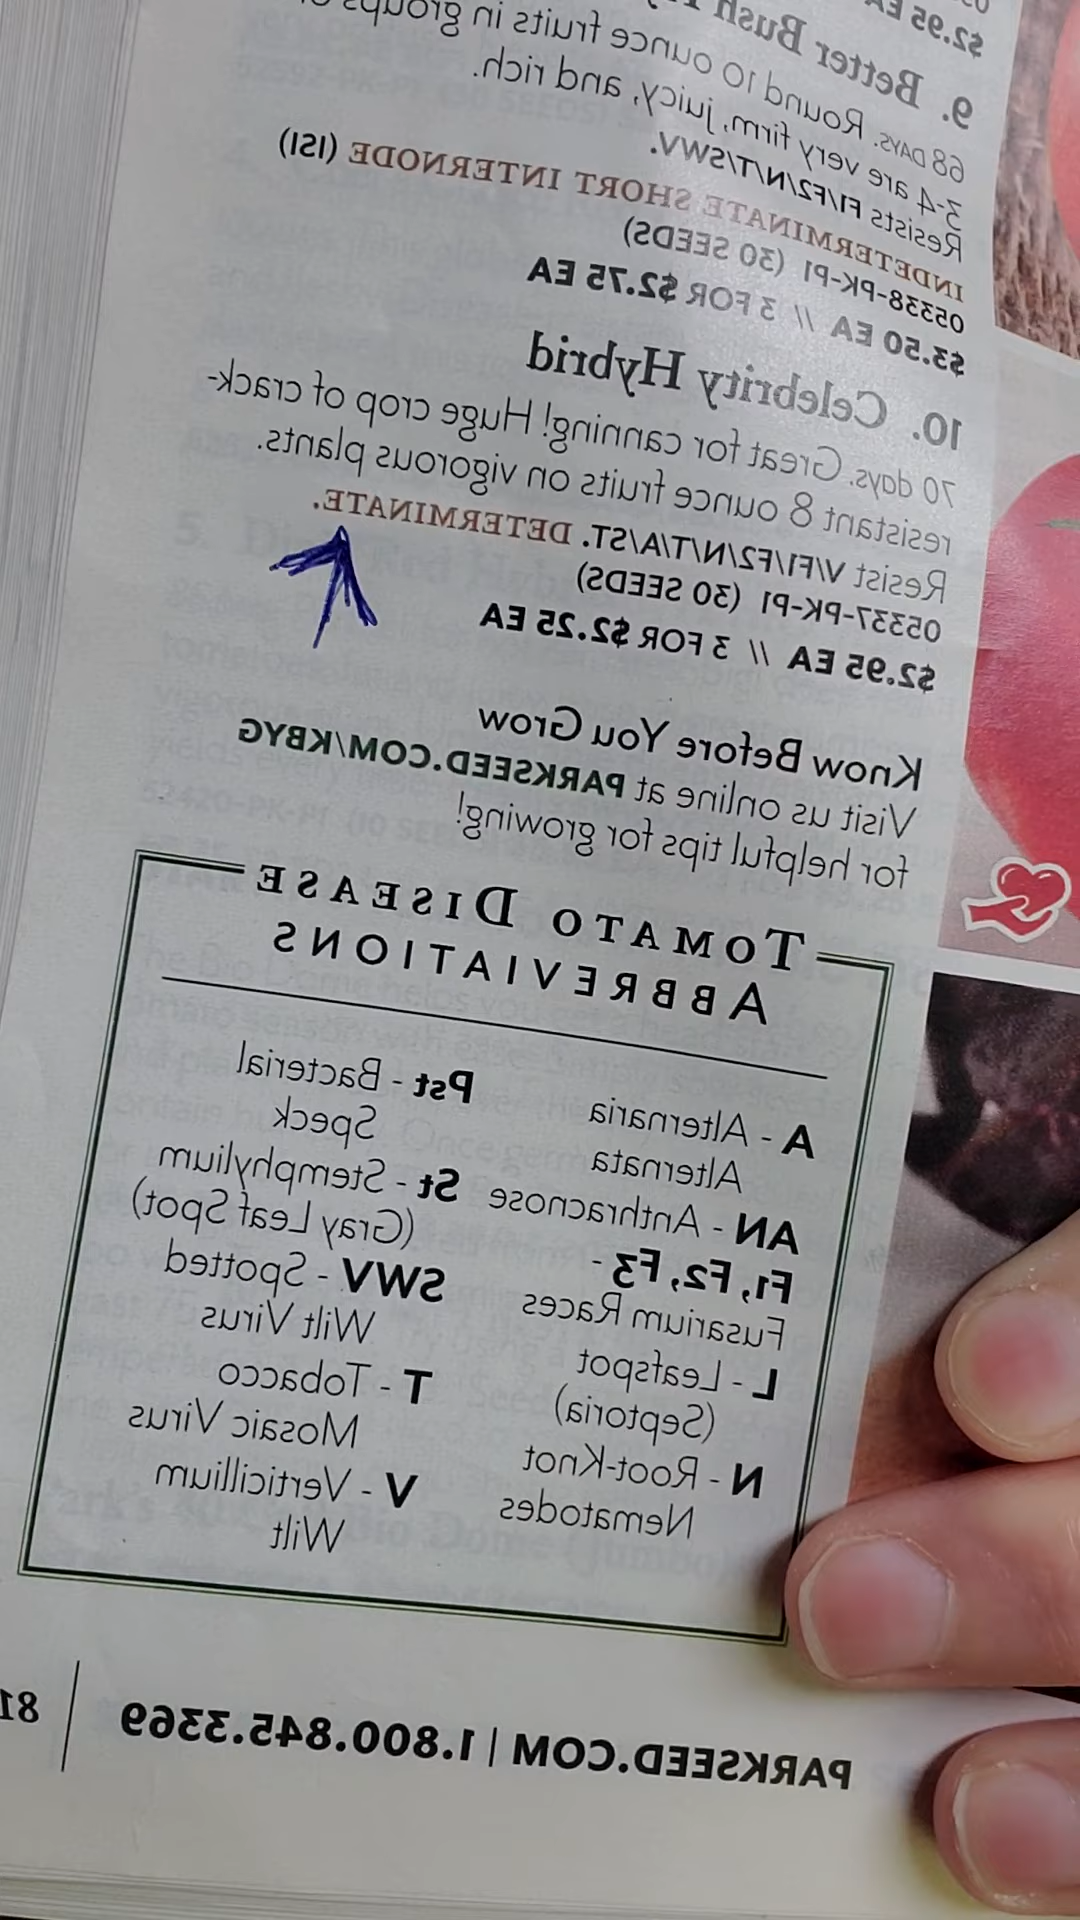 $2.95 EA
9. Better Bush
68 DAYS. Round 10 ounce fruits in groups of
3-4 are very firm, juicy, and rich.
Resists F1/F2/N/T/SWV.
INDETERMINATE SHORT INTERNODE (ISI)
05338-PK-P1 (30 SEEDS)
$3.50 EA // 3 FOR $2.75 EA
10. Celebrity Hybrid
70 days. Great for canning! Huge crop of crack-
resistant 8 ounce fruits on vigorous plants.
Resist V/F1/F2/N/T/A/ST. DETERMINATE.
05337-PK-P1 (30 SEEDS)
$2.95 EA // 3 FOR $2.25 EA
Know Before You Grow
Visit us online at PARKSEED.COM/KBYG
for helpful tips for growing!
TOMATO DISEASE
ABBREVIATIONS
A - Alternaria
Alternata
AN - Anthracnose
F1, F2, F3 -
Fusarium Races
L - Leafspot
(Septoria)
N - Root-Knot
Nematodes
Pst - Bacterial
Speck
St - Stemphylium
(Gray Leaf Spot)
SWV - Spotted
Wilt Virus
T - Tobacco
Mosaic Virus
V - Verticillium
Wilt
PARKSEED.COM | 1.800.845.3369 | 81